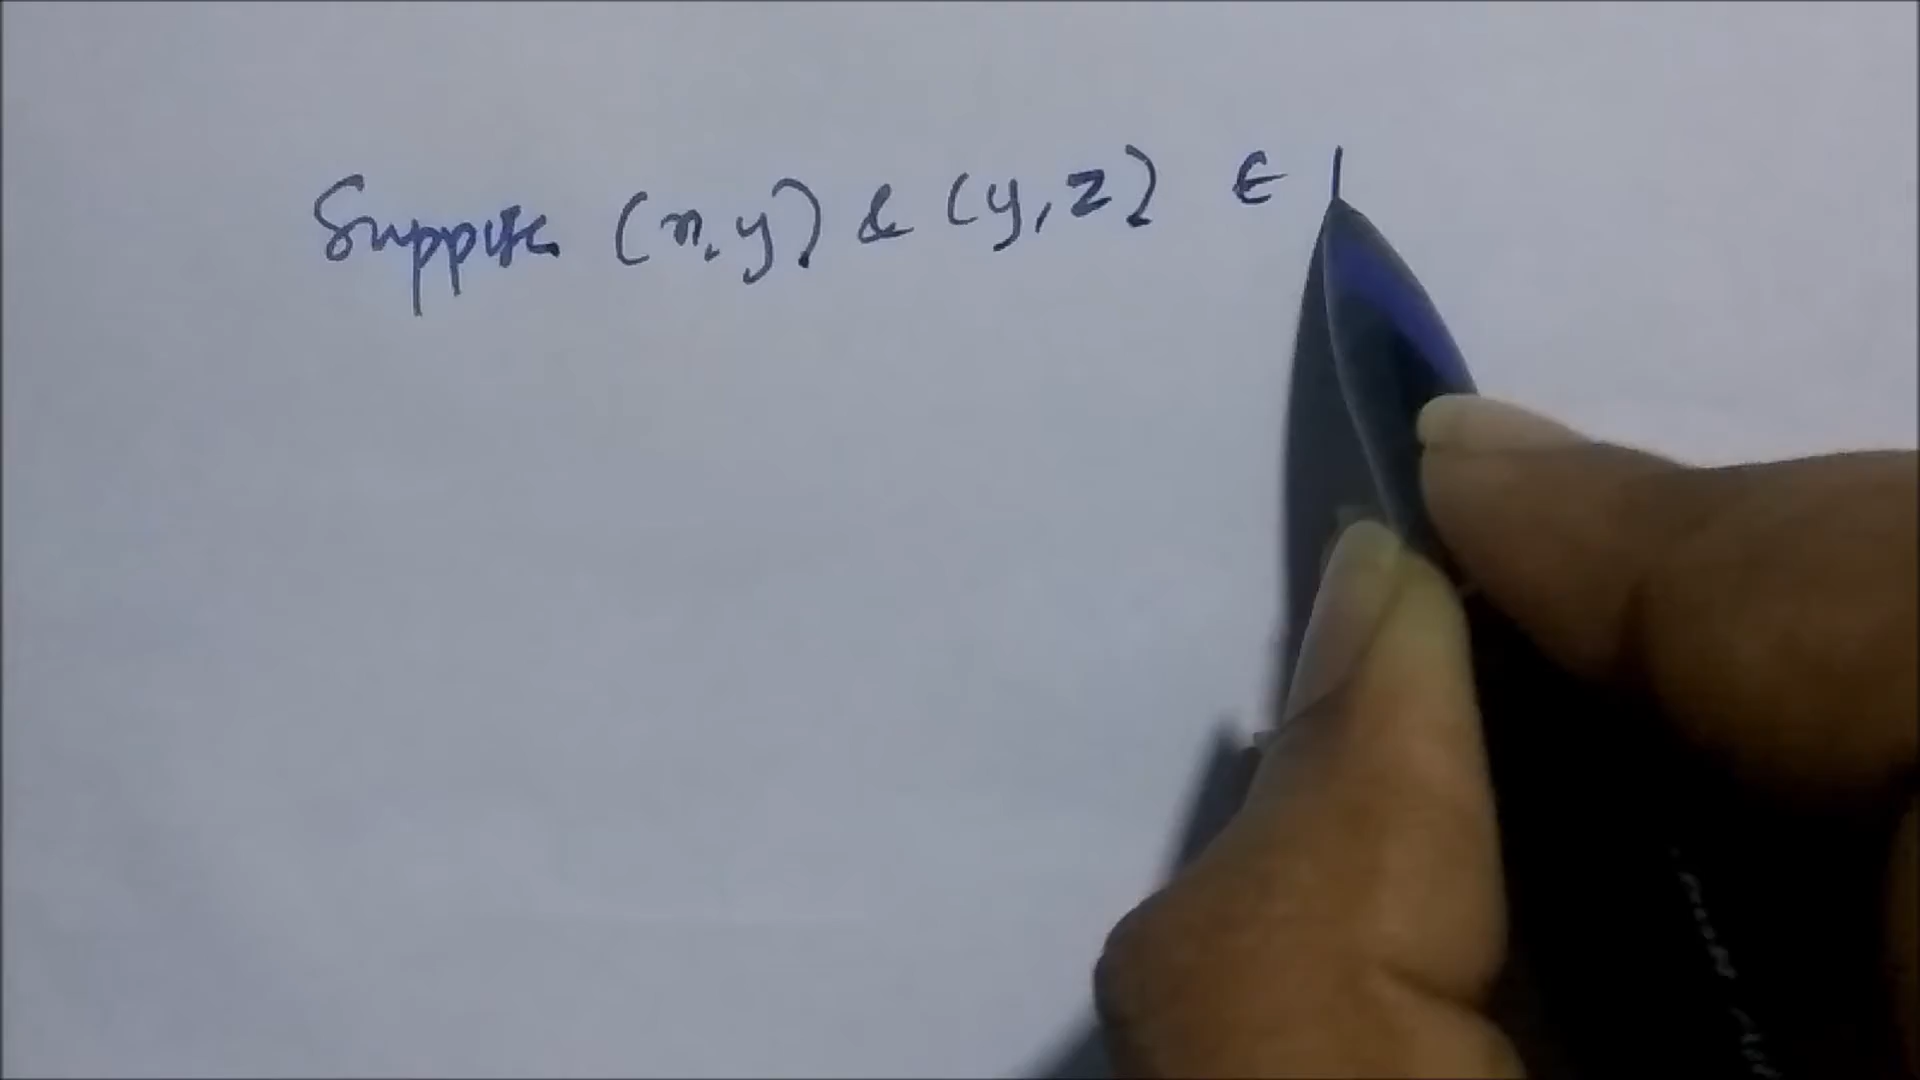 Suppose (x,y) & (y,z) ∈